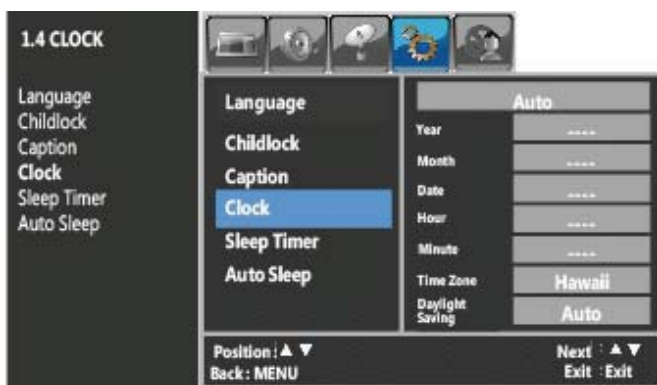 1.4 CLOCK
Language
Childlock
Caption
Clock
Sleep Timer
Auto Sleep
Language
Childlock
Caption
Clock
Sleep Timer
Auto Sleep
Auto
Year ----
Month ----
Date ----
Hour ----
Minute ----
Time Zone Hawaii
Daylight
Saving Auto
Position : ▲ ▼ Next : ▲ ▼
Back : MENU Exit : Exit